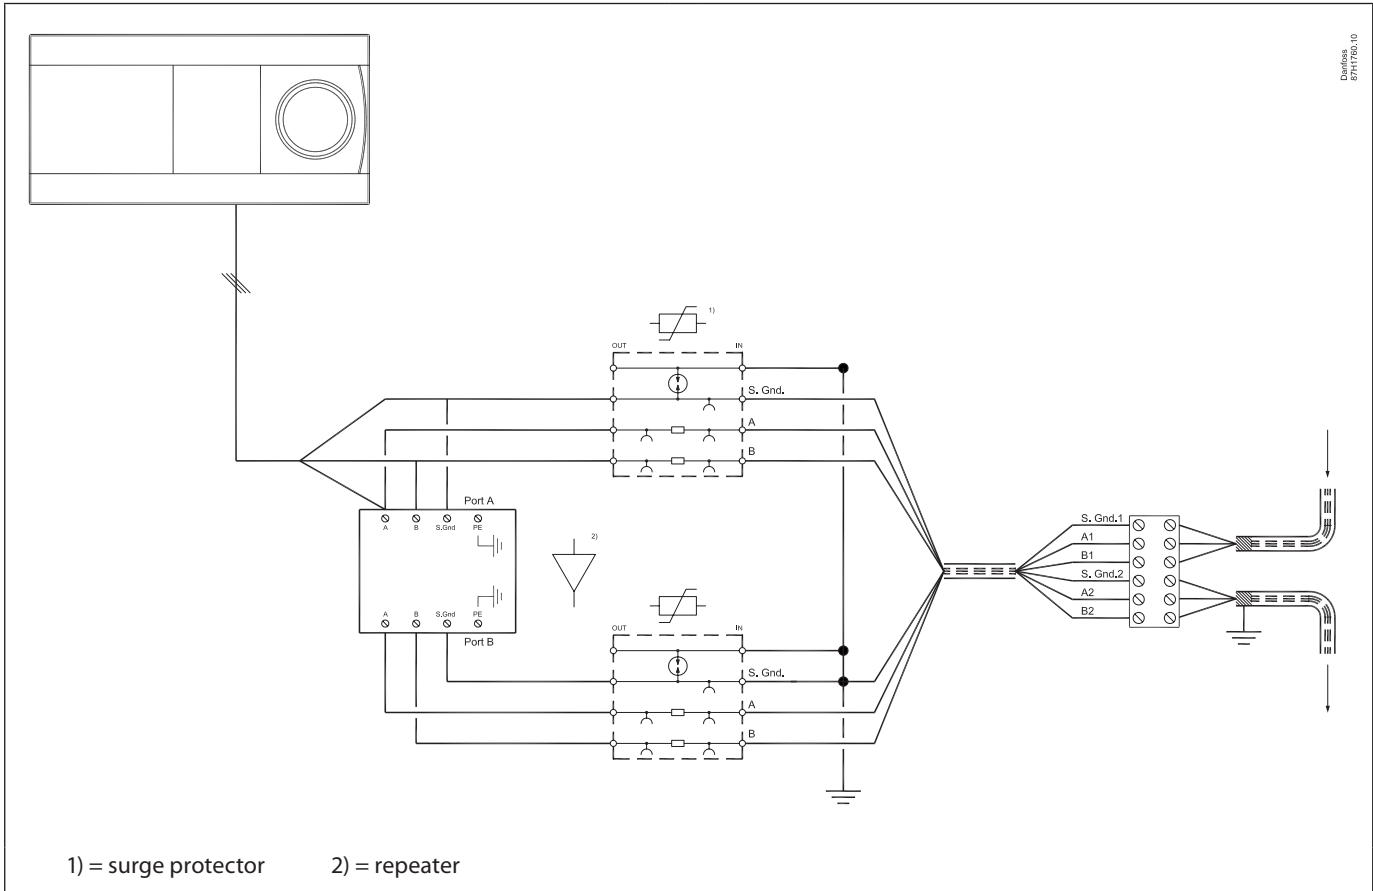 Danfoss
87H1760.10
1)
OUT IN
S. Gnd.
A
B
Port A
A B S.Gnd PE
2)
A B S.Gnd PE
Port B
OUT IN
S. Gnd.
A
B
S. Gnd.1
A1
B1
S. Gnd.2
A2
B2
1) = surge protector 2) = repeater